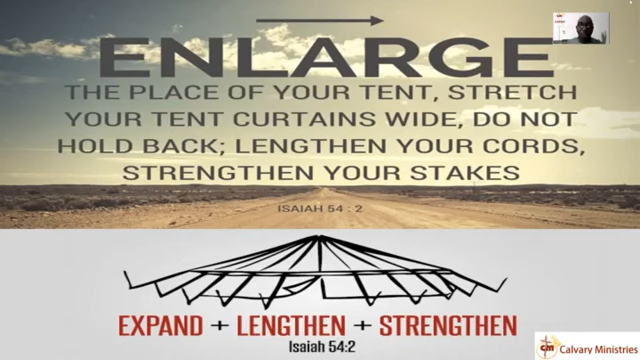 ENLARGE
THE PLACE OF YOUR TENT, STRETCH
YOUR TENT CURTAINS WIDE, DO NOT
HOLD BACK; LENGTHEN YOUR CORDS,
STRENGTHEN YOUR STAKES
ISAIAH 54 : 2
EXPAND + LENGTHEN + STRENGTHEN
Isaiah 54:2
CM Calvary Ministries